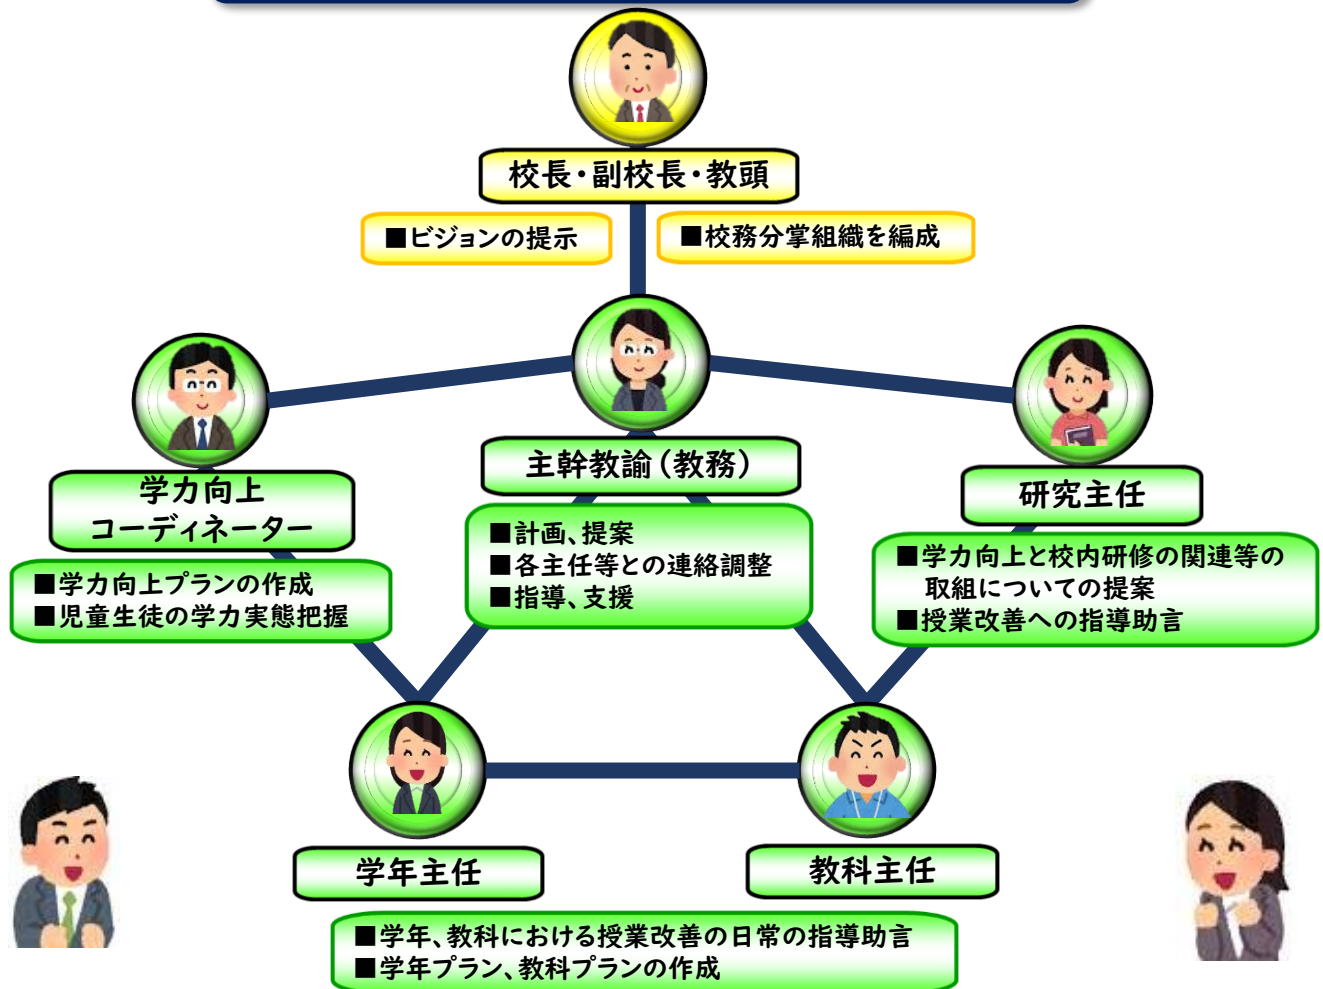 校長・副校長・教頭
■ビジョンの提示
■校務分掌組織を編成
学力向上
コーディネーター
■学力向上プランの作成
■児童生徒の学力実態把握
主幹教諭(教務)
■計画、提案
■各主任等との連絡調整
■指導、支援
研究主任
■学力向上と校内研修の関連等の
取組についての提案
■授業改善への指導助言
学年主任
教科主任
■学年、教科における授業改善の日常の指導助言
■学年プラン、教科プランの作成